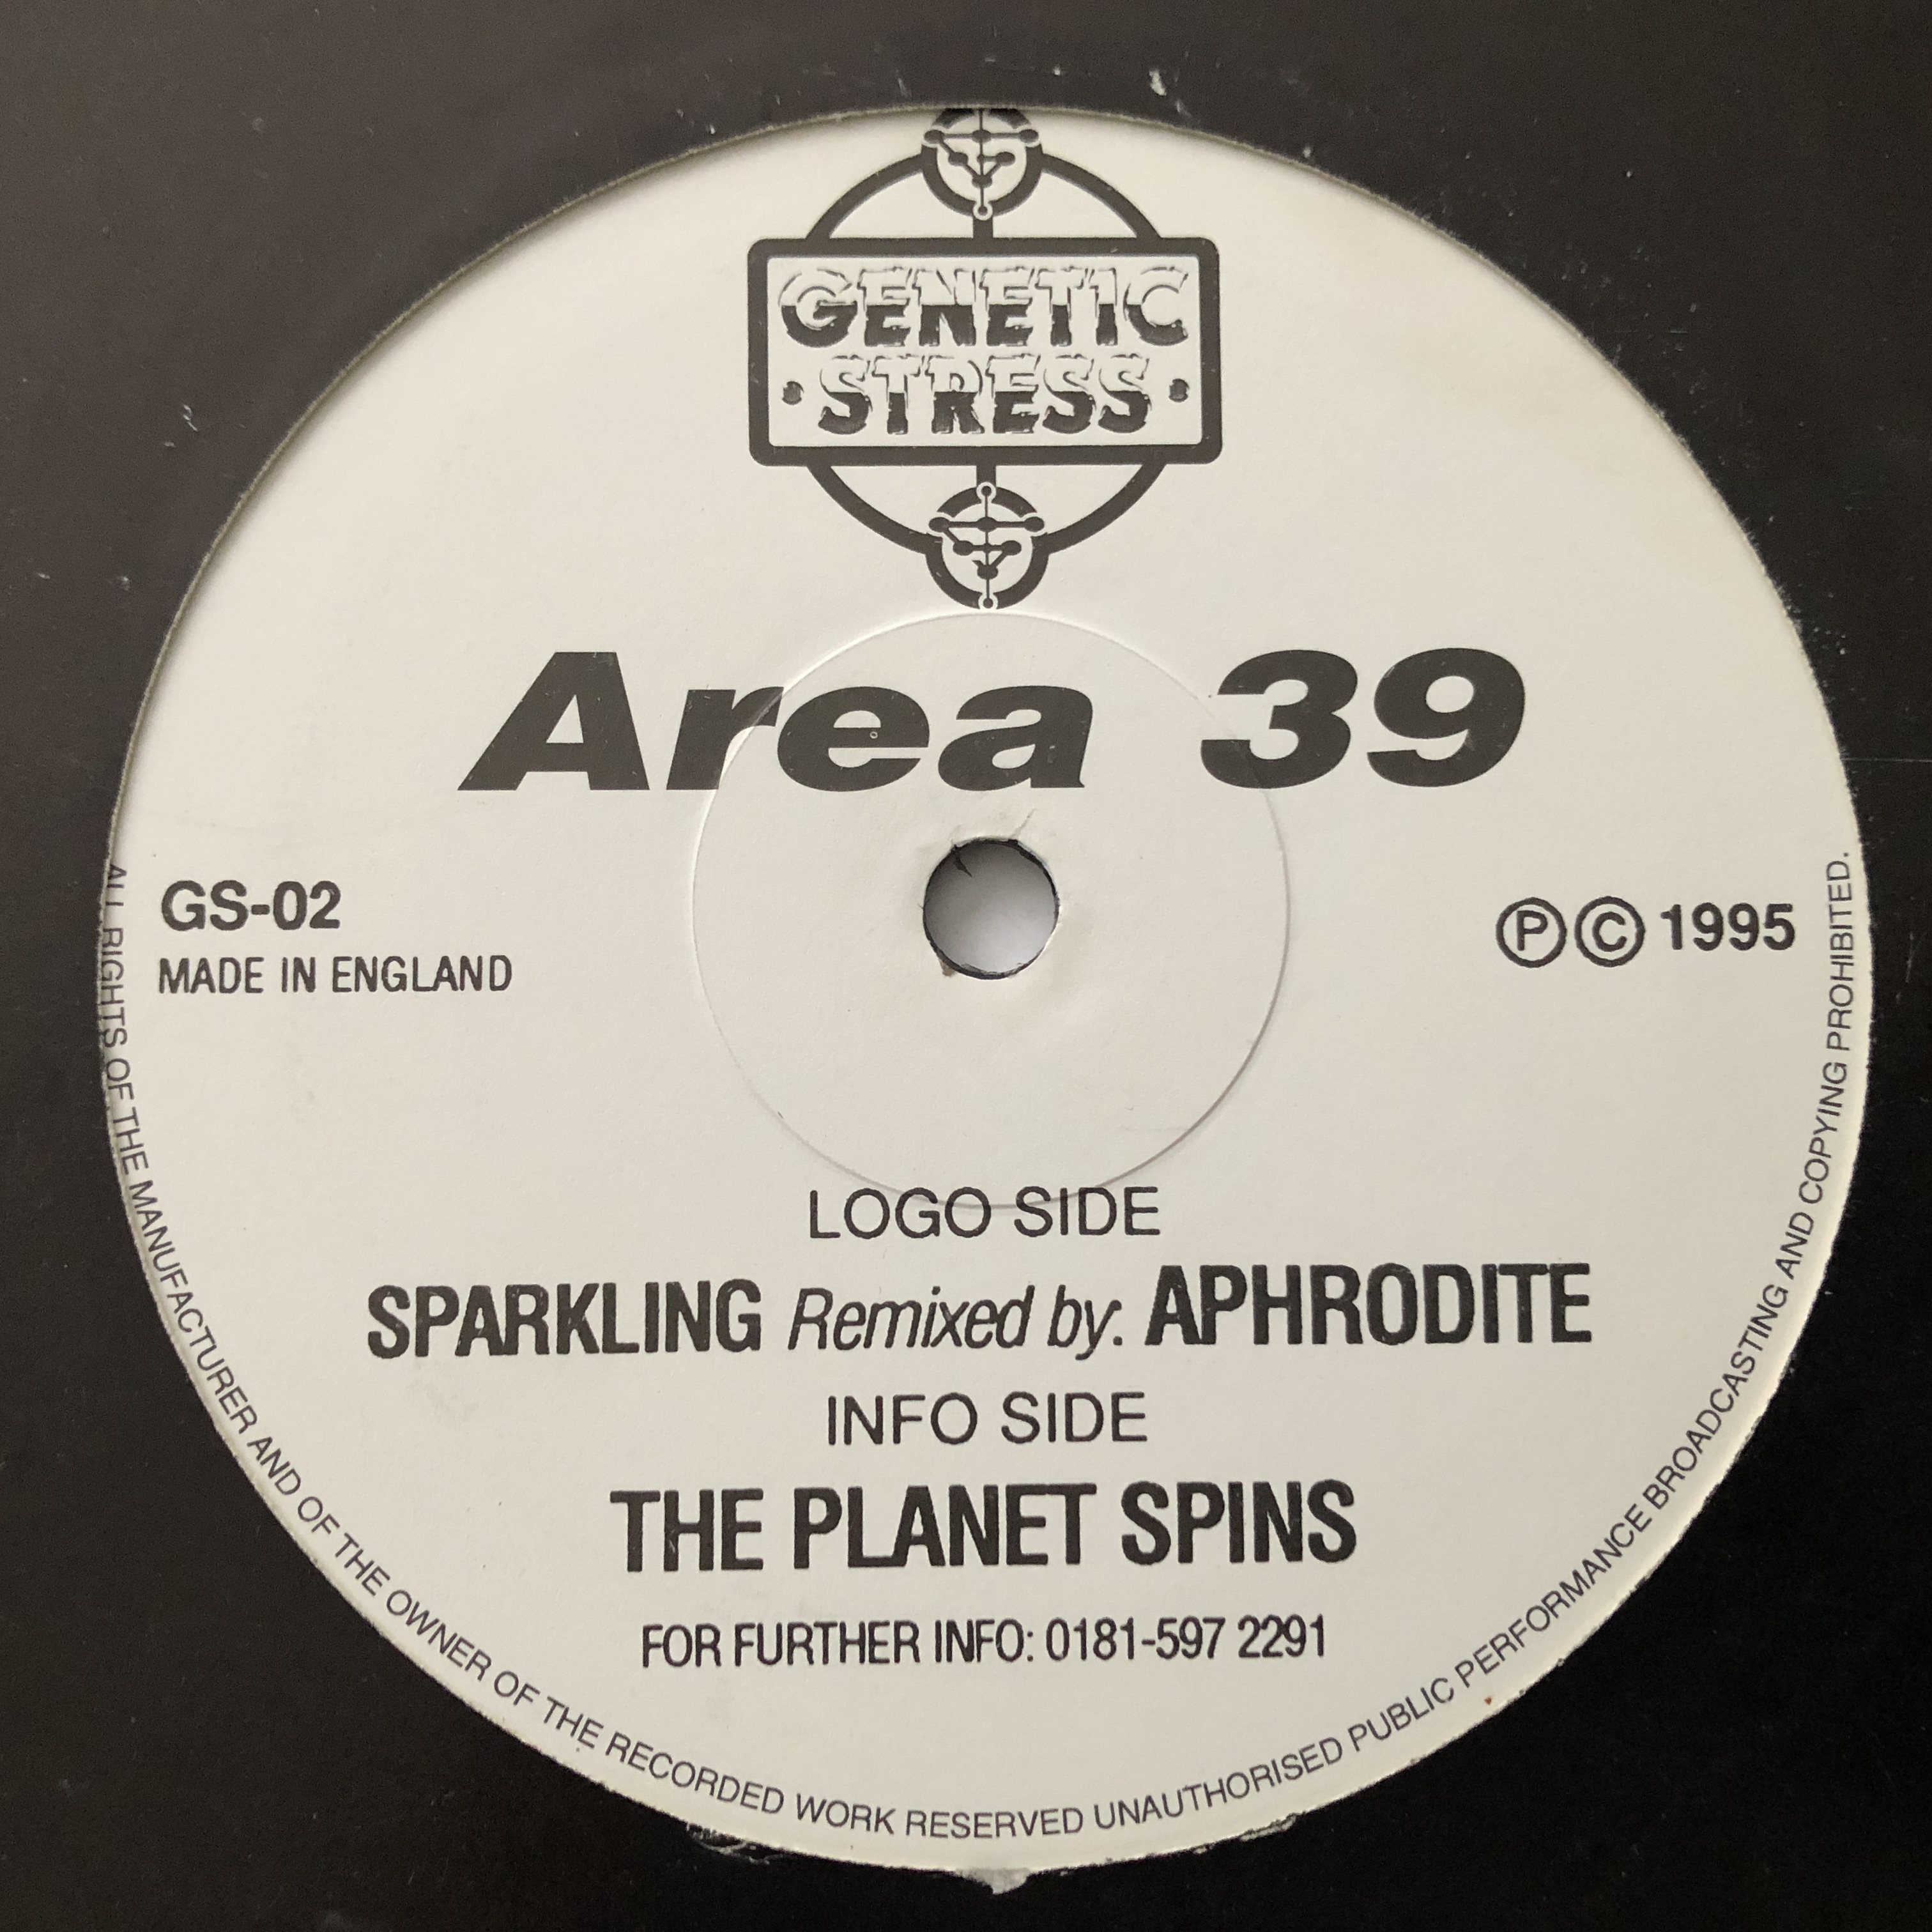 GENETIC
·STRESS·
Area 39
GS-02
MADE IN ENGLAND
Ⓟ© 1995
LOGO SIDE
SPARKLING Remixed by: APHRODITE
INFO SIDE
THE PLANET SPINS
FOR FURTHER INFO: 0181-597 2291
ALL RIGHTS OF THE MANUFACTURER AND OF THE OWNER OF THE RECORDED WORK RESERVED UNAUTHORISED PUBLIC PERFORMANCE BROADCASTING AND COPYING PROHIBITED.